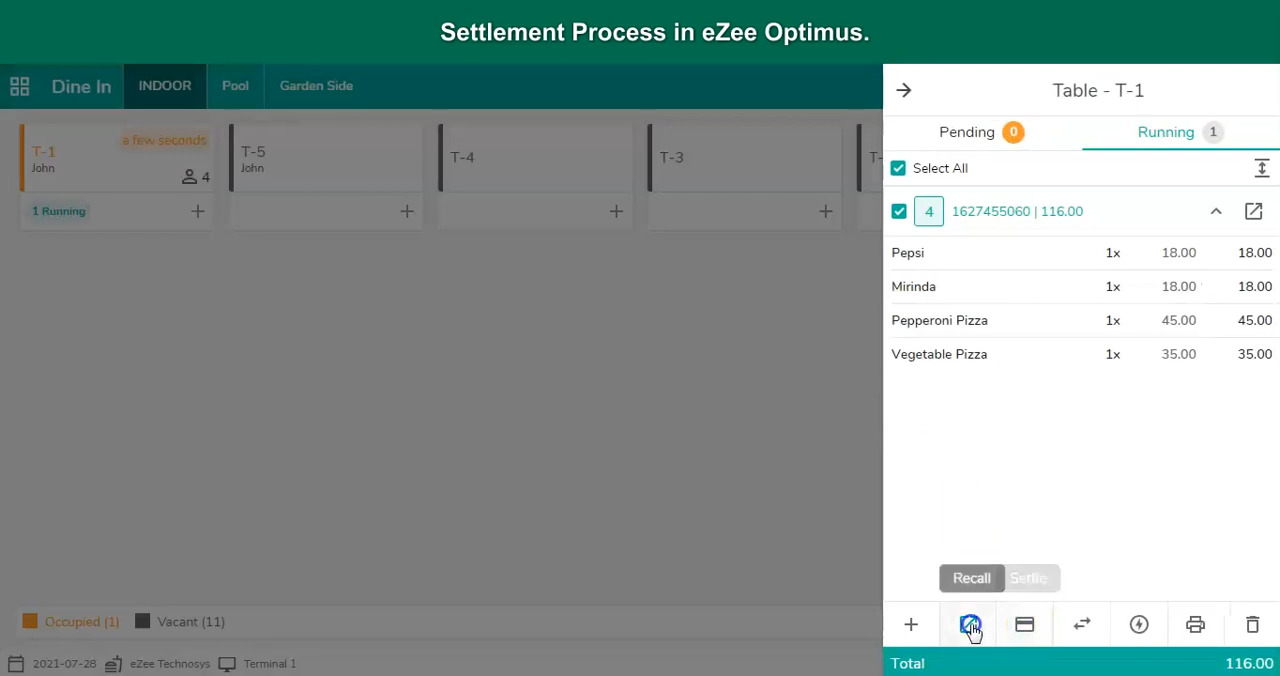 Settlement Process in eZee Optimus.
Dine In
INDOOR
Pool
Garden Side
T-1
a few seconds
John
4
1 Running
T-5
John
T-4
T-3
T-
Occupied (1)
Vacant (11)
2021-07-28
eZee Technosys
Terminal 1
Table - T-1
Pending 0
Running 1
Select All
4 1627455060 | 116.00
Pepsi 1x 18.00 18.00
Mirinda 1x 18.00 18.00
Pepperoni Pizza 1x 45.00 45.00
Vegetable Pizza 1x 35.00 35.00
Recall Settle
Total 116.00